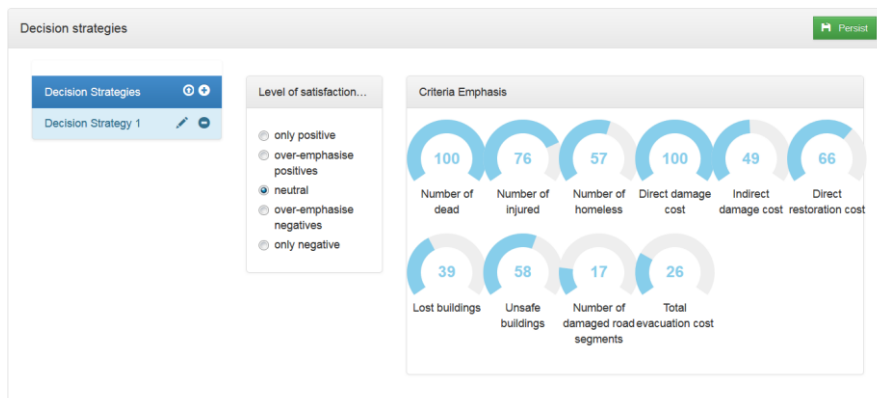 Decision strategies
Persist
Decision Strategies
Decision Strategy 1
Level of satisfaction...
only positive
over-emphasise
positives
neutral
over-emphasise
negatives
only negative
Criteria Emphasis
100 76 57 100 49 66
Number of Number of Number of Direct damage Indirect Direct
dead injured homeless cost damage cost restoration cost
39 58 17 26
Lost buildings Unsafe Number of Total
buildings damaged road evacuation cost
segments